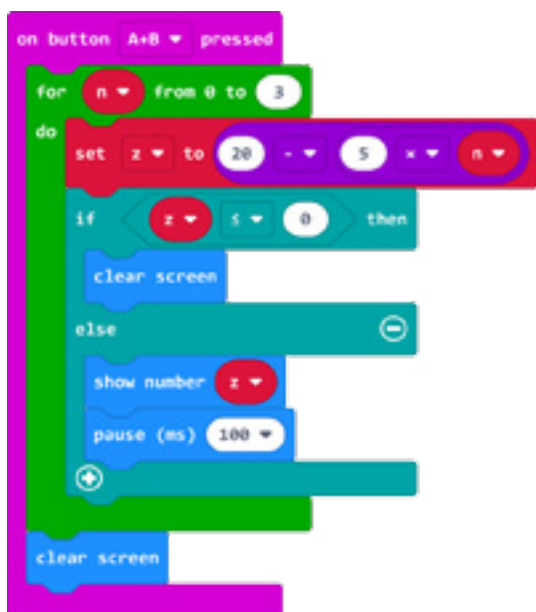 on button A+B pressed
for n from 0 to 3
do
set z to 20 - 5 × n
if z ≤ 0 then
clear screen
else
show number z
pause (ms) 100
clear screen